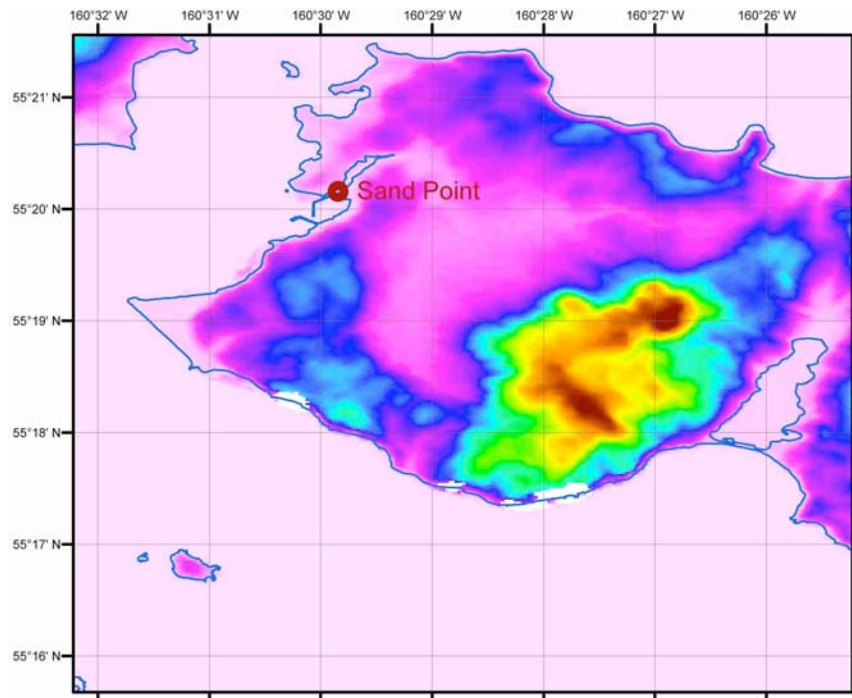 160°32' W 160°31' W 160°30' W 160°29' W 160°28' W 160°27' W 160°26' W
55°21' N
55°20' N
Sand Point
55°19' N
55°18' N
55°17' N
55°16' N